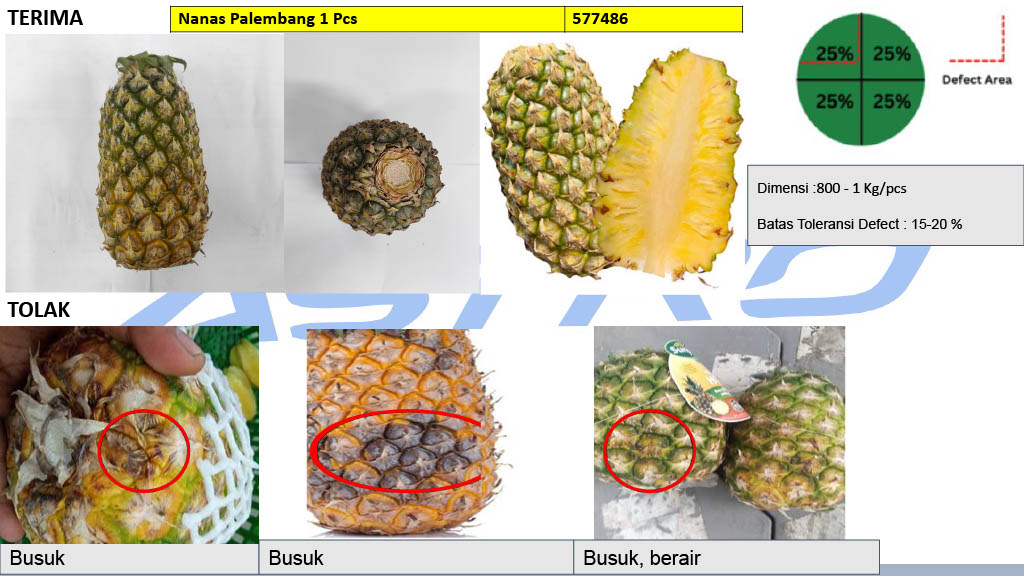 TERIMA
Nanas Palembang 1 Pcs
577486
25% 25%
25% 25%
Defect Area
Dimensi :800 - 1 Kg/pcs
Batas Toleransi Defect : 15-20 %
ASTRO
TOLAK
Busuk
Busuk
Busuk, berair